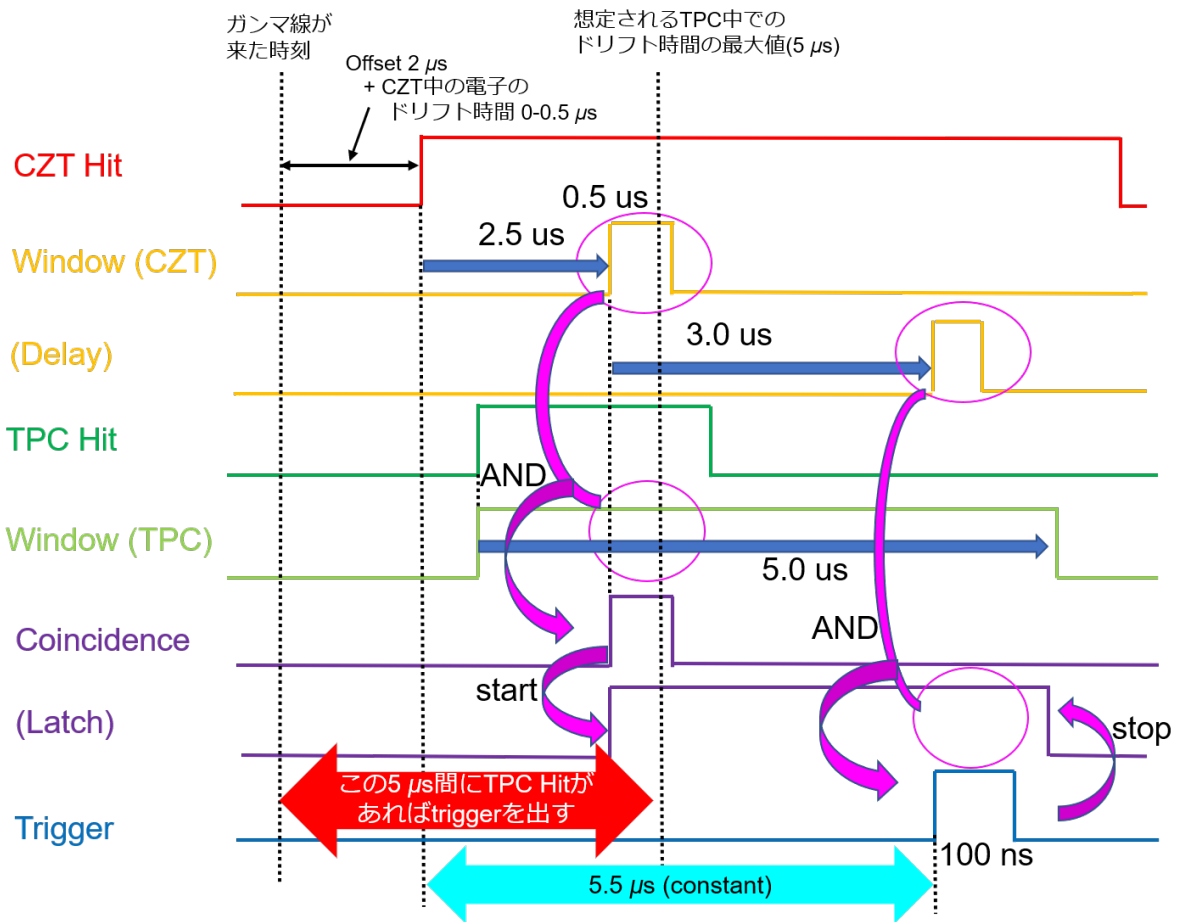 ガンマ線が
来た時刻
想定されるTPC中での
ドリフト時間の最大値(5 µs)
Offset 2 µs
+ CZT中の電子の
ドリフト時間 0-0.5 µs
CZT Hit
0.5 us
2.5 us
Window (CZT)
3.0 us
(Delay)
TPC Hit
AND
Window (TPC)
5.0 us
Coincidence
AND
start
(Latch)
stop
この5 µs間にTPC Hitが
あればtriggerを出す
Trigger
100 ns
5.5 µs (constant)